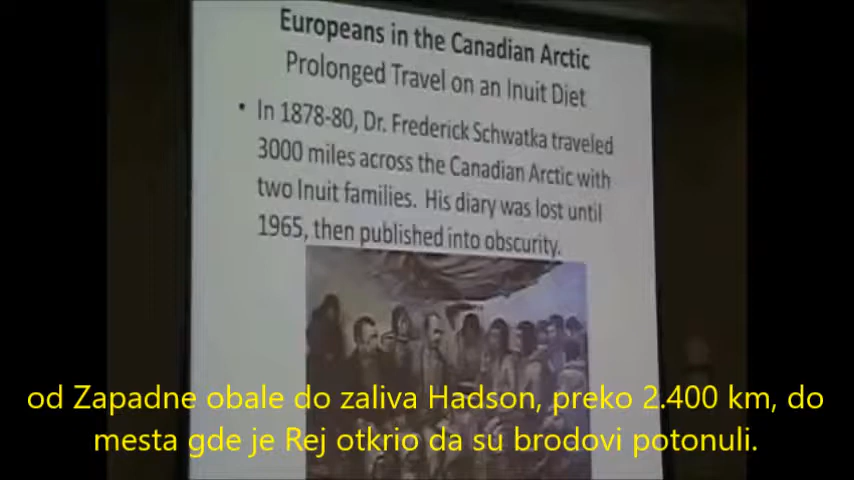 Europeans in the Canadian Arctic
Prolonged Travel on an Inuit Diet
• In 1878-80, Dr. Frederick Schwatka traveled
3000 miles across the Canadian Arctic with
two Inuit families. His diary was lost until
1965, then published into obscurity.
od Zapadne obale do zaliva Hadson, preko 2.400 km, do
mesta gde je Rej otkrio da su brodovi potonuli.